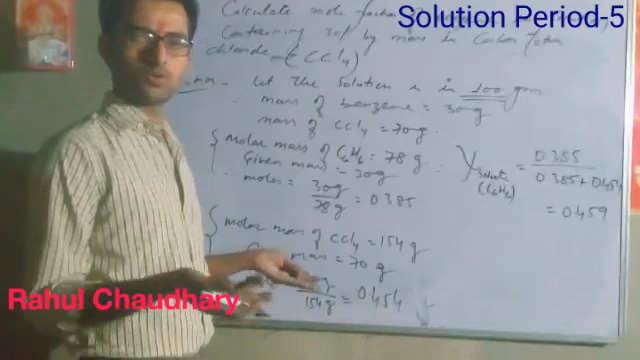 Solution Period-5
Calculate mole fraction
Containing 30% by mass in Carbon tetra
chloride (CCl4)
Let the solution is in 100 gm
mass of benzene = 30g
mass of CCl4 = 70g
molar mass of C6H6 = 78 g
Given mass = 30g
∴ moles = 30g / 78g = 0.385
χ solute (C6H6) = 0.385 / 0.385 + 0.454
= 0.459
molar mass of CCl4 = 154 g
mass = 70 g
g / 154 g = 0.454
Rahul Chaudhary